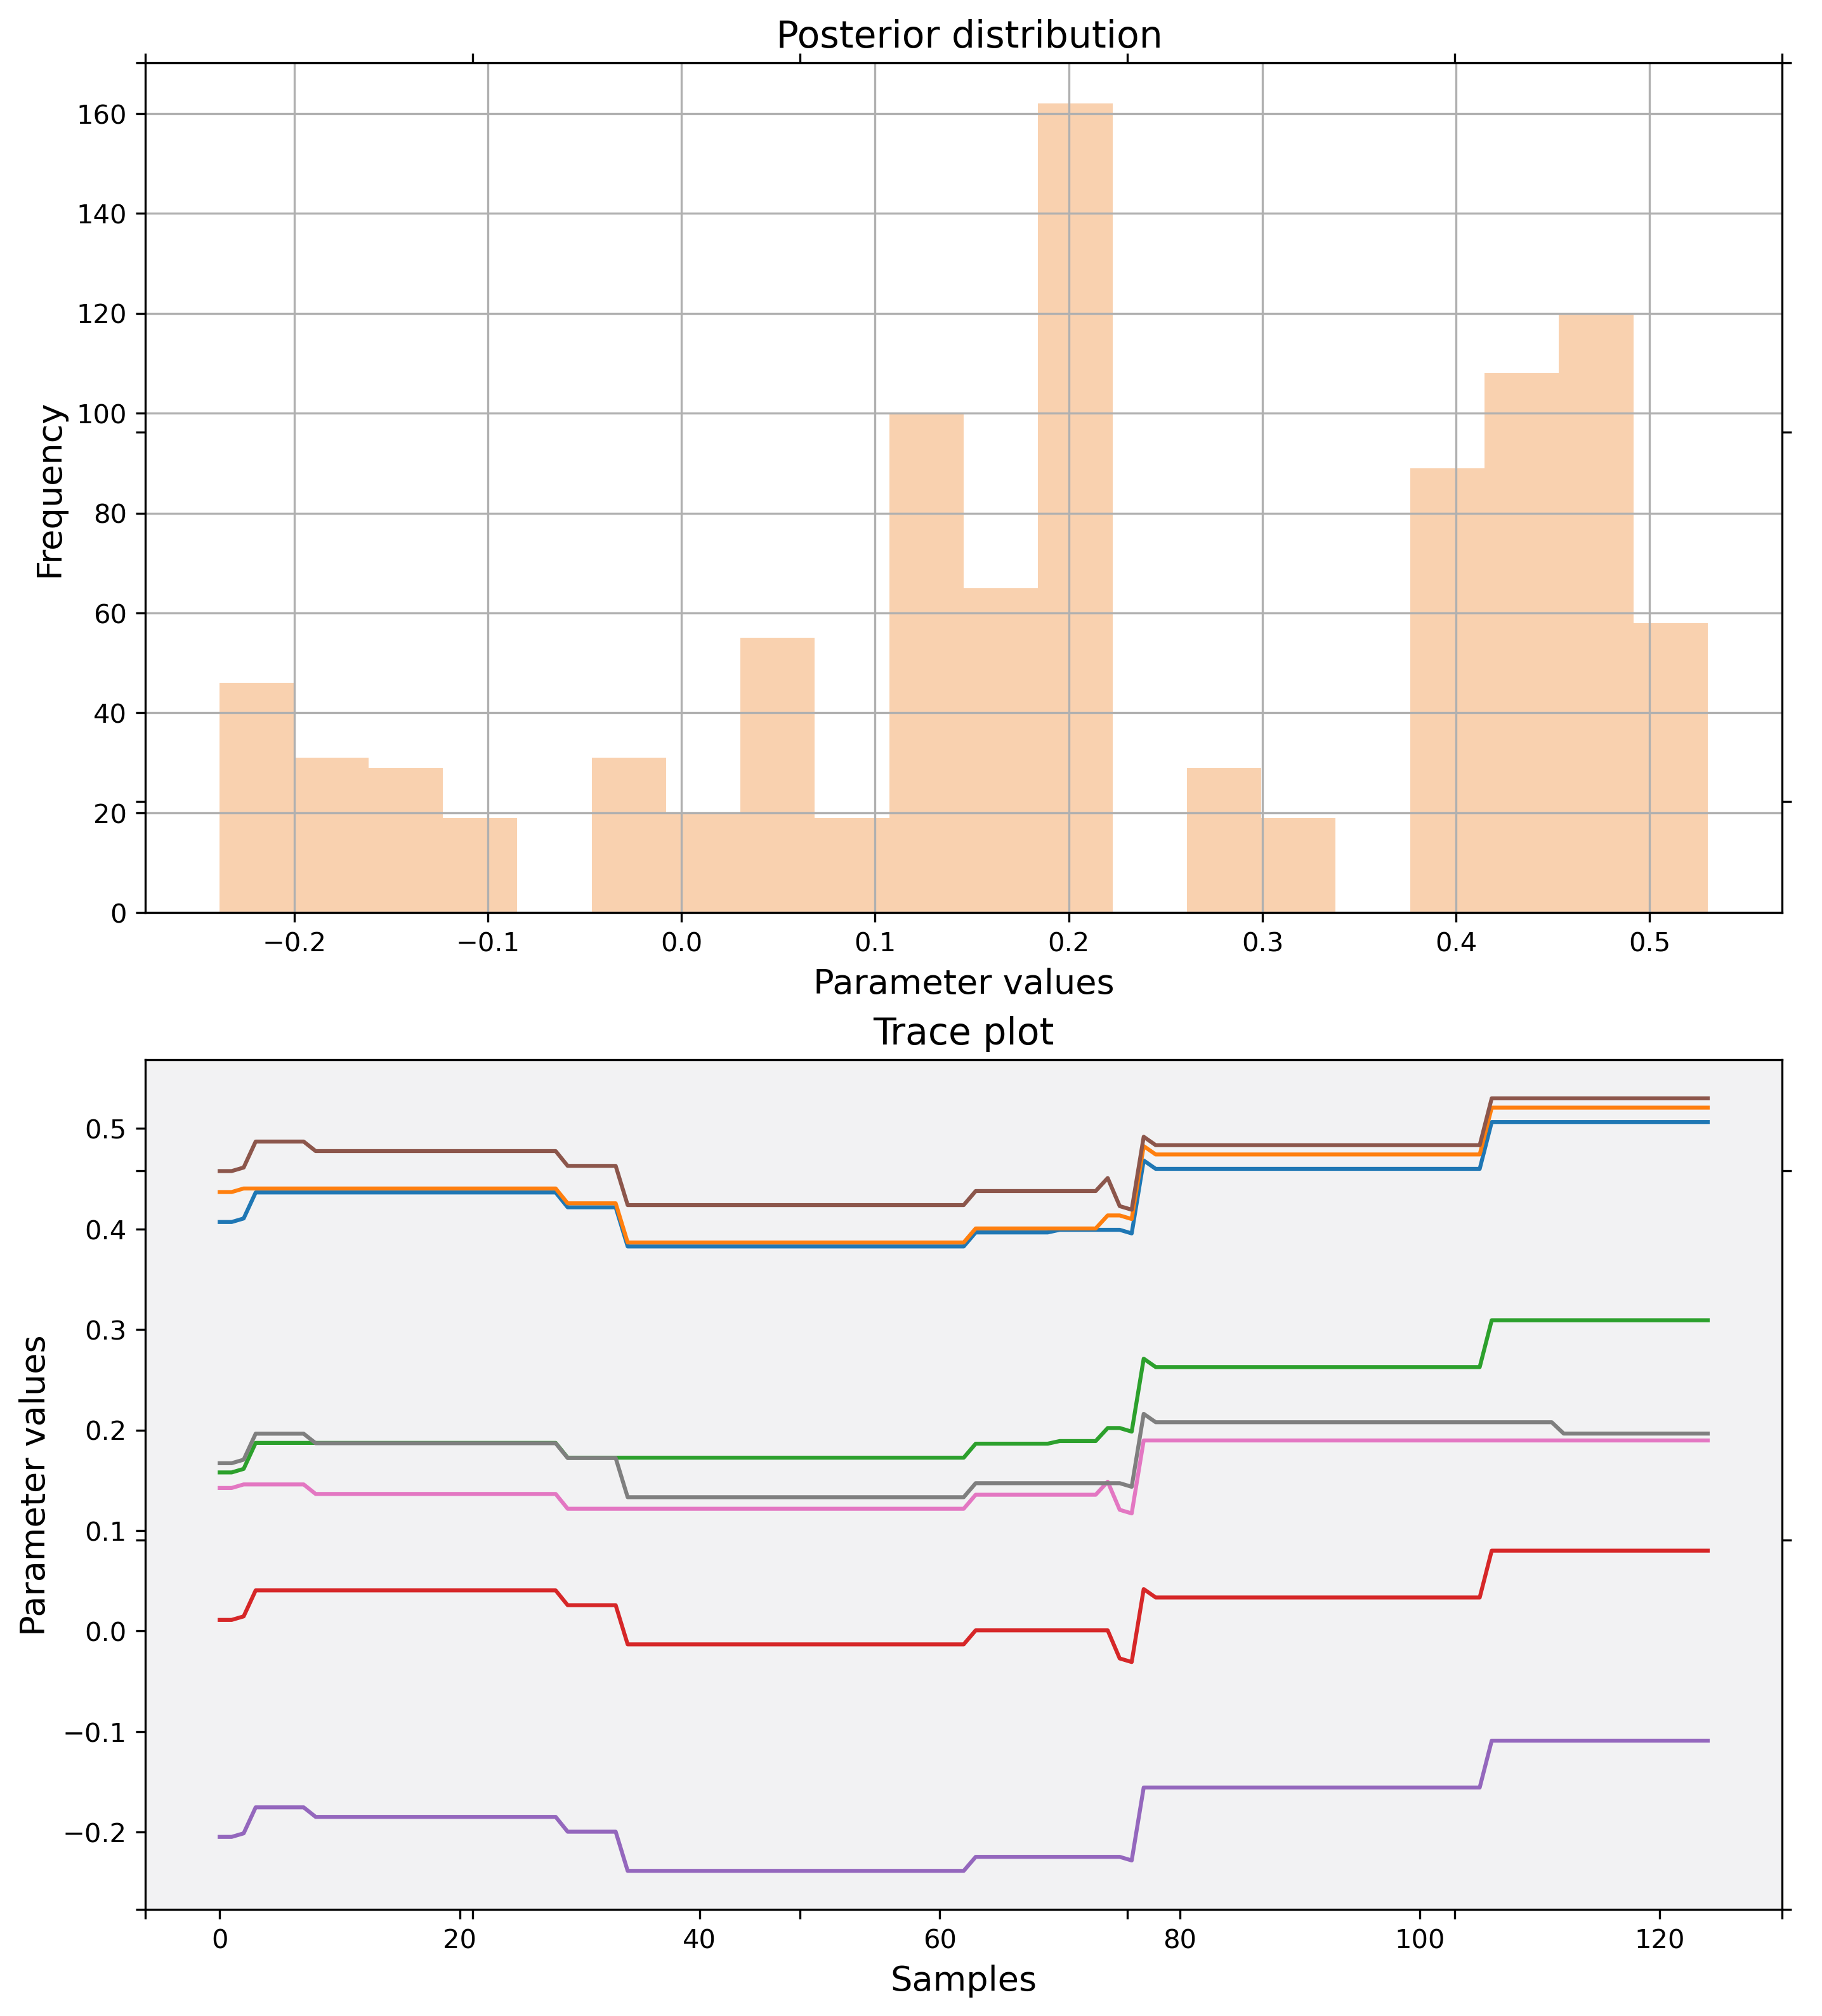 Posterior distribution
160
140
120
100
80
60
40
20
0
Frequency
−0.2 −0.1 0.0 0.1 0.2 0.3 0.4 0.5
Parameter values
Trace plot
0.5
0.4
0.3
0.2
0.1
0.0
−0.1
−0.2
Parameter values
0 20 40 60 80 100 120
Samples